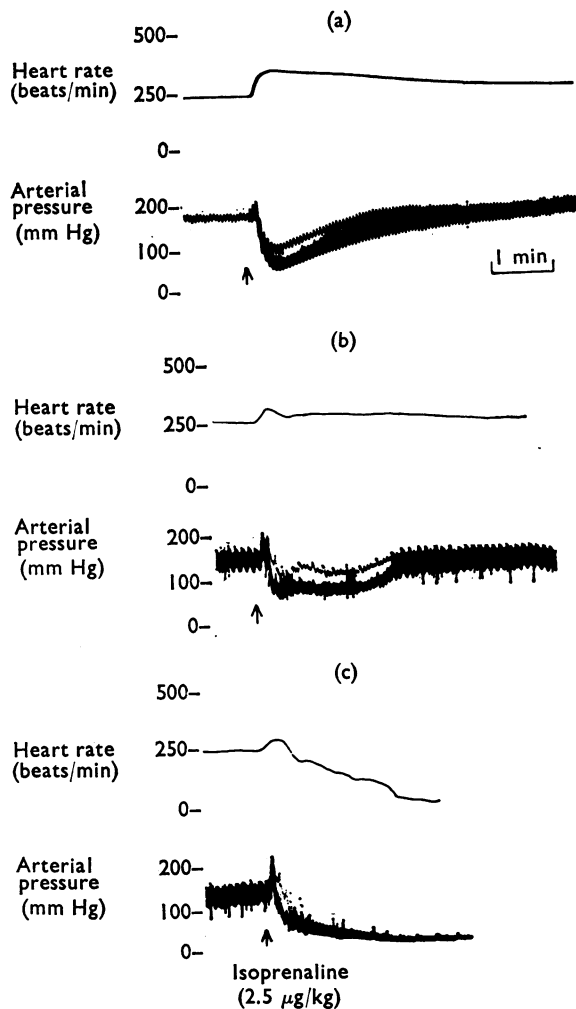 (a)
500–
Heart rate
(beats/min)
250–
0–
Arterial
pressure
(mm Hg)
200–
100–
0–
1 min
(b)
500–
Heart rate
(beats/min)
250–
0–
Arterial
pressure
(mm Hg)
200–
100–
0–
(c)
500–
Heart rate
(beats/min)
250–
0–
Arterial
pressure
(mm Hg)
200–
100–
0–
Isoprenaline
(2.5 μg/kg)